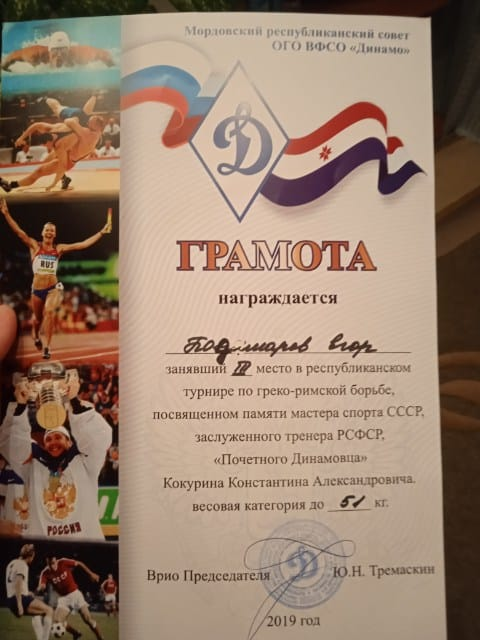 Мордовский республиканский совет
ОГО ВФСО «Динамо»
Д
ГРАМОТА
награждается
Егор
занявший III место в республиканском
турнире по греко-римской борьбе,
посвященном памяти мастера спорта СССР,
заслуженного тренера РСФСР,
«Почетного Динамовца»
Кокурина Константина Александровича.
весовая категория до 51 кг.
Врио Председателя Ю.Н. Тремаскин
2019 год
RUS
РОССИЯ
СССР